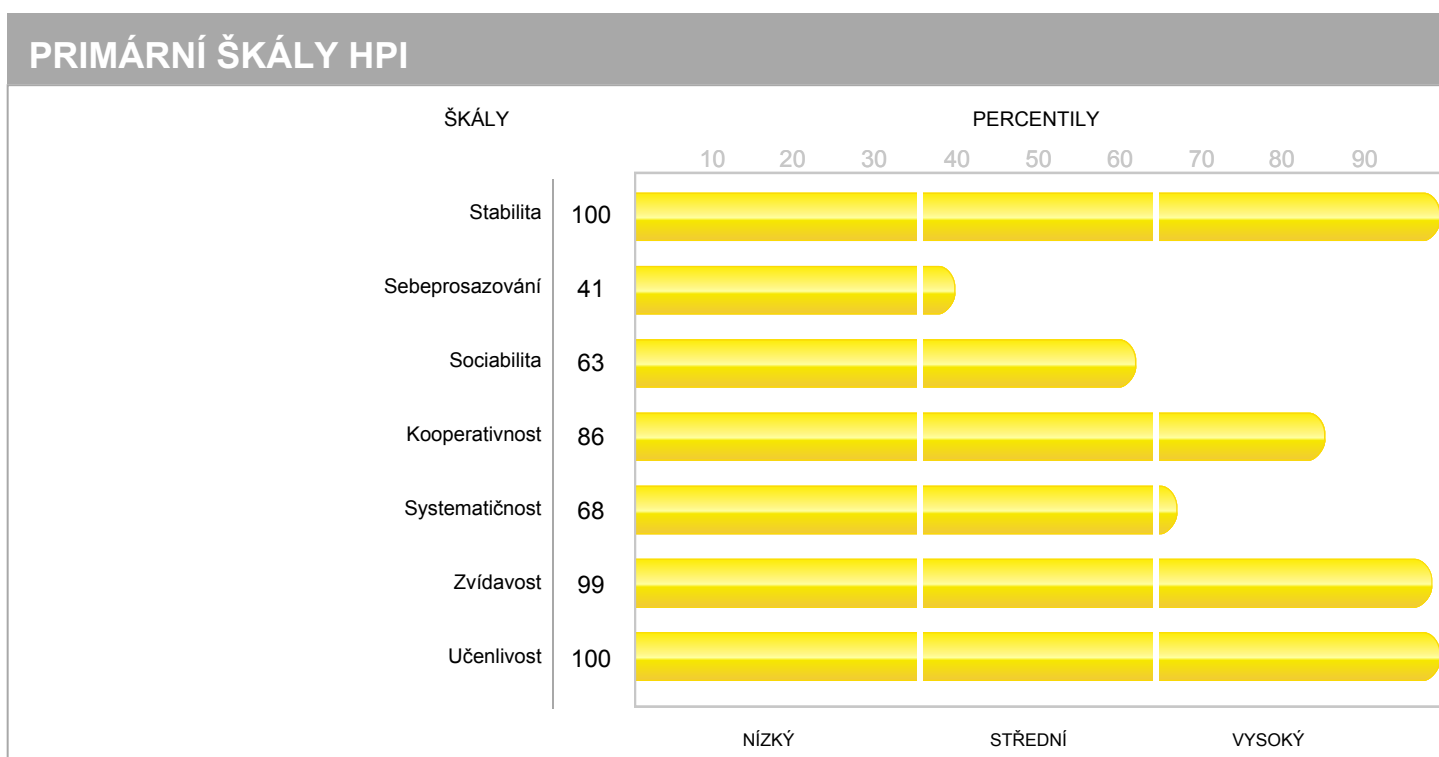 PRIMÁRNÍ ŠKÁLY HPI
ŠKÁLY PERCENTILY
10 20 30 40 50 60 70 80 90
Stabilita 100
Sebeprosazování 41
Sociabilita 63
Kooperativnost 86
Systematičnost 68
Zvídavost 99
Učenlivost 100
NÍZKÝ STŘEDNÍ VYSOKÝ